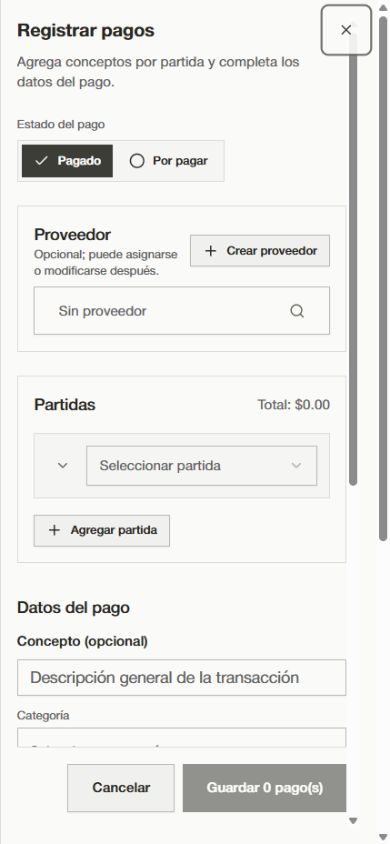 Registrar pagos
Agrega conceptos por partida y completa los
datos del pago.
Estado del pago
Pagado
Por pagar
Proveedor
Opcional; puede asignarse
o modificarse después.
Crear proveedor
Sin proveedor
Partidas
Total: $0.00
Seleccionar partida
Agregar partida
Datos del pago
Concepto (opcional)
Descripción general de la transacción
Categoría
Cancelar
Guardar 0 pago(s)